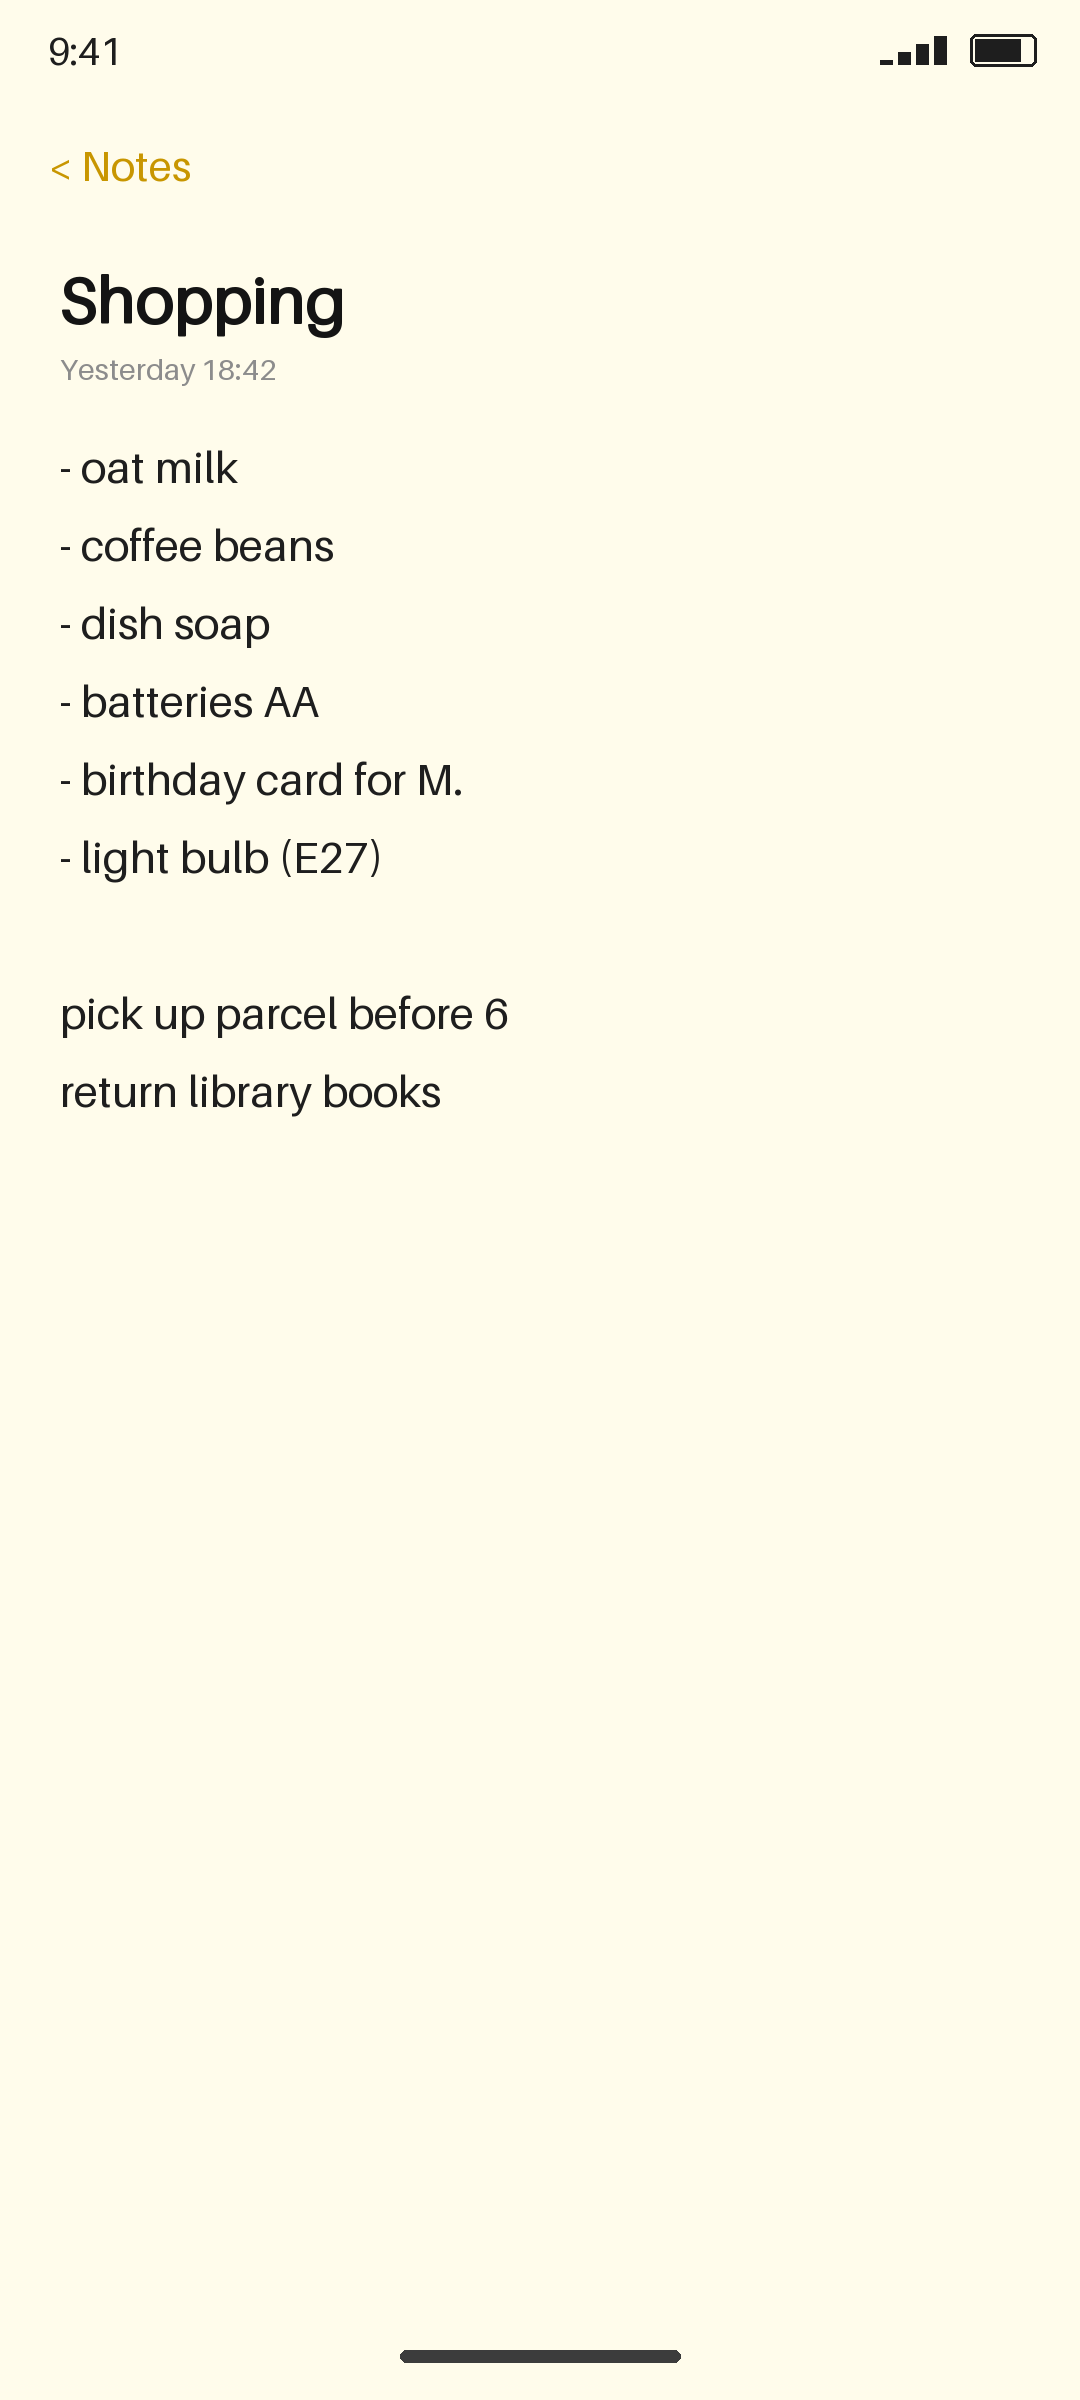 9:41
< Notes
Shopping
Yesterday 18:42
- oat milk
- coffee beans
- dish soap
- batteries AA
- birthday card for M.
- light bulb (E27)
pick up parcel before 6
return library books